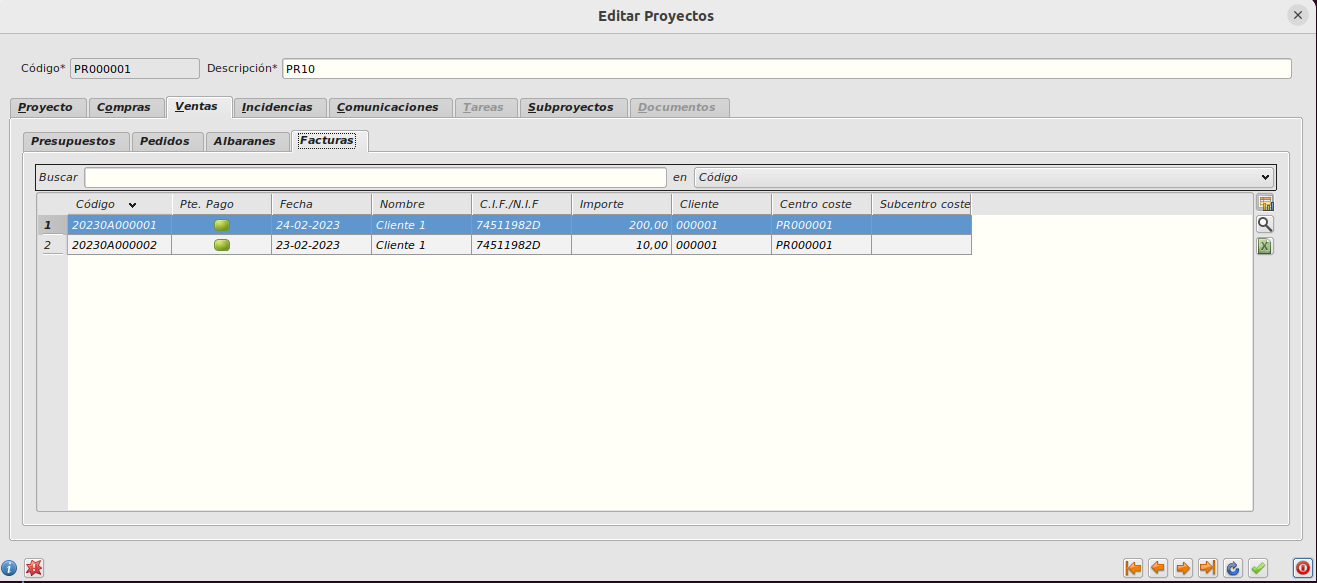 Editar Proyectos
Código* PR000001 Descripción* PR10
Proyecto Compras Ventas Incidencias Comunicaciones Tareas Subproyectos Documentos
Presupuestos Pedidos Albaranes Facturas
Buscar en Código
Código Pte. Pago Fecha Nombre C.I.F./N.I.F Importe Cliente Centro coste Subcentro coste
1 20230A000001 24-02-2023 Cliente 1 74511982D 200,00 000001 PR000001
2 20230A000002 23-02-2023 Cliente 1 74511982D 10,00 000001 PR000001